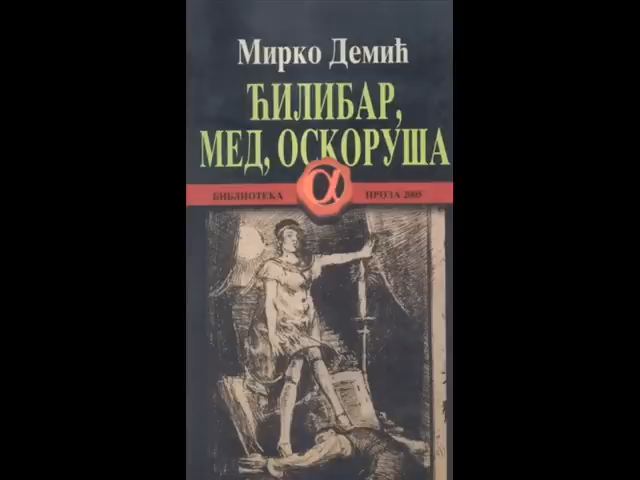 Мирко Демић
ЋИЛИБАР,
МЕД, ОСКОРУША
α
БИБЛИОТЕКА ПРОЗА 2005